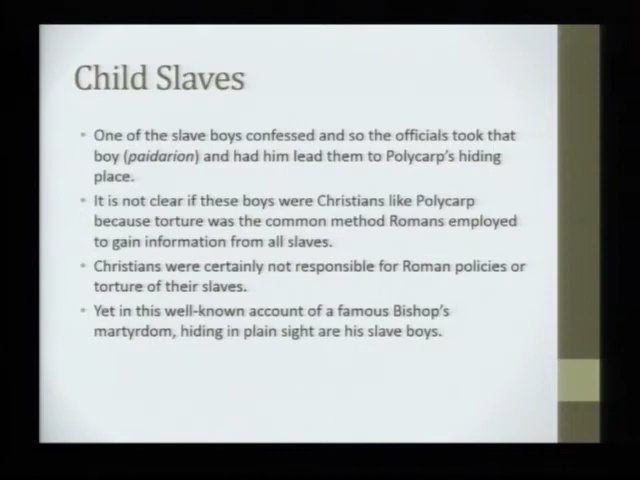 Child Slaves
One of the slave boys confessed and so the officials took that
boy (paidarion) and had him lead them to Polycarp's hiding
place.
It is not clear if these boys were Christians like Polycarp
because torture was the common method Romans employed
to gain information from all slaves.
Christians were certainly not responsible for Roman policies or
torture of their slaves.
Yet in this well-known account of a famous Bishop's
martyrdom, hiding in plain sight are his slave boys.